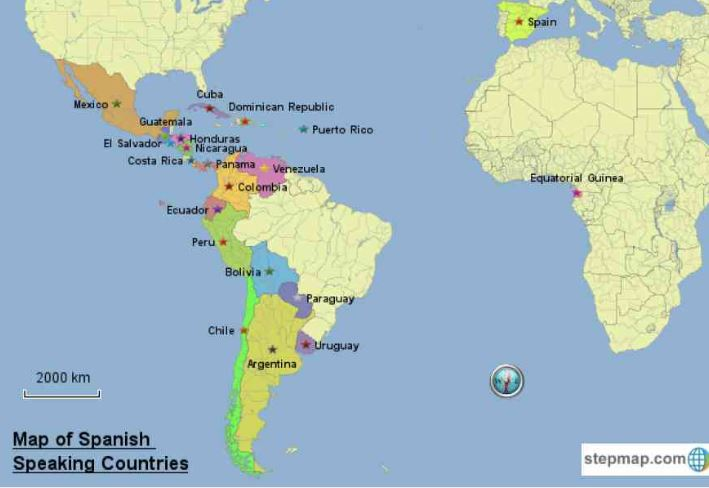 Spain
Cuba
Mexico
Dominican Republic
Guatemala
Puerto Rico
Honduras
El Salvador
Nicaragua
Costa Rica
Panama
Venezuela
Equatorial Guinea
Colombia
Ecuador
Peru
Bolivia
Paraguay
Chile
Uruguay
Argentina
2000 km
Map of Spanish
Speaking Countries
stepmap.com